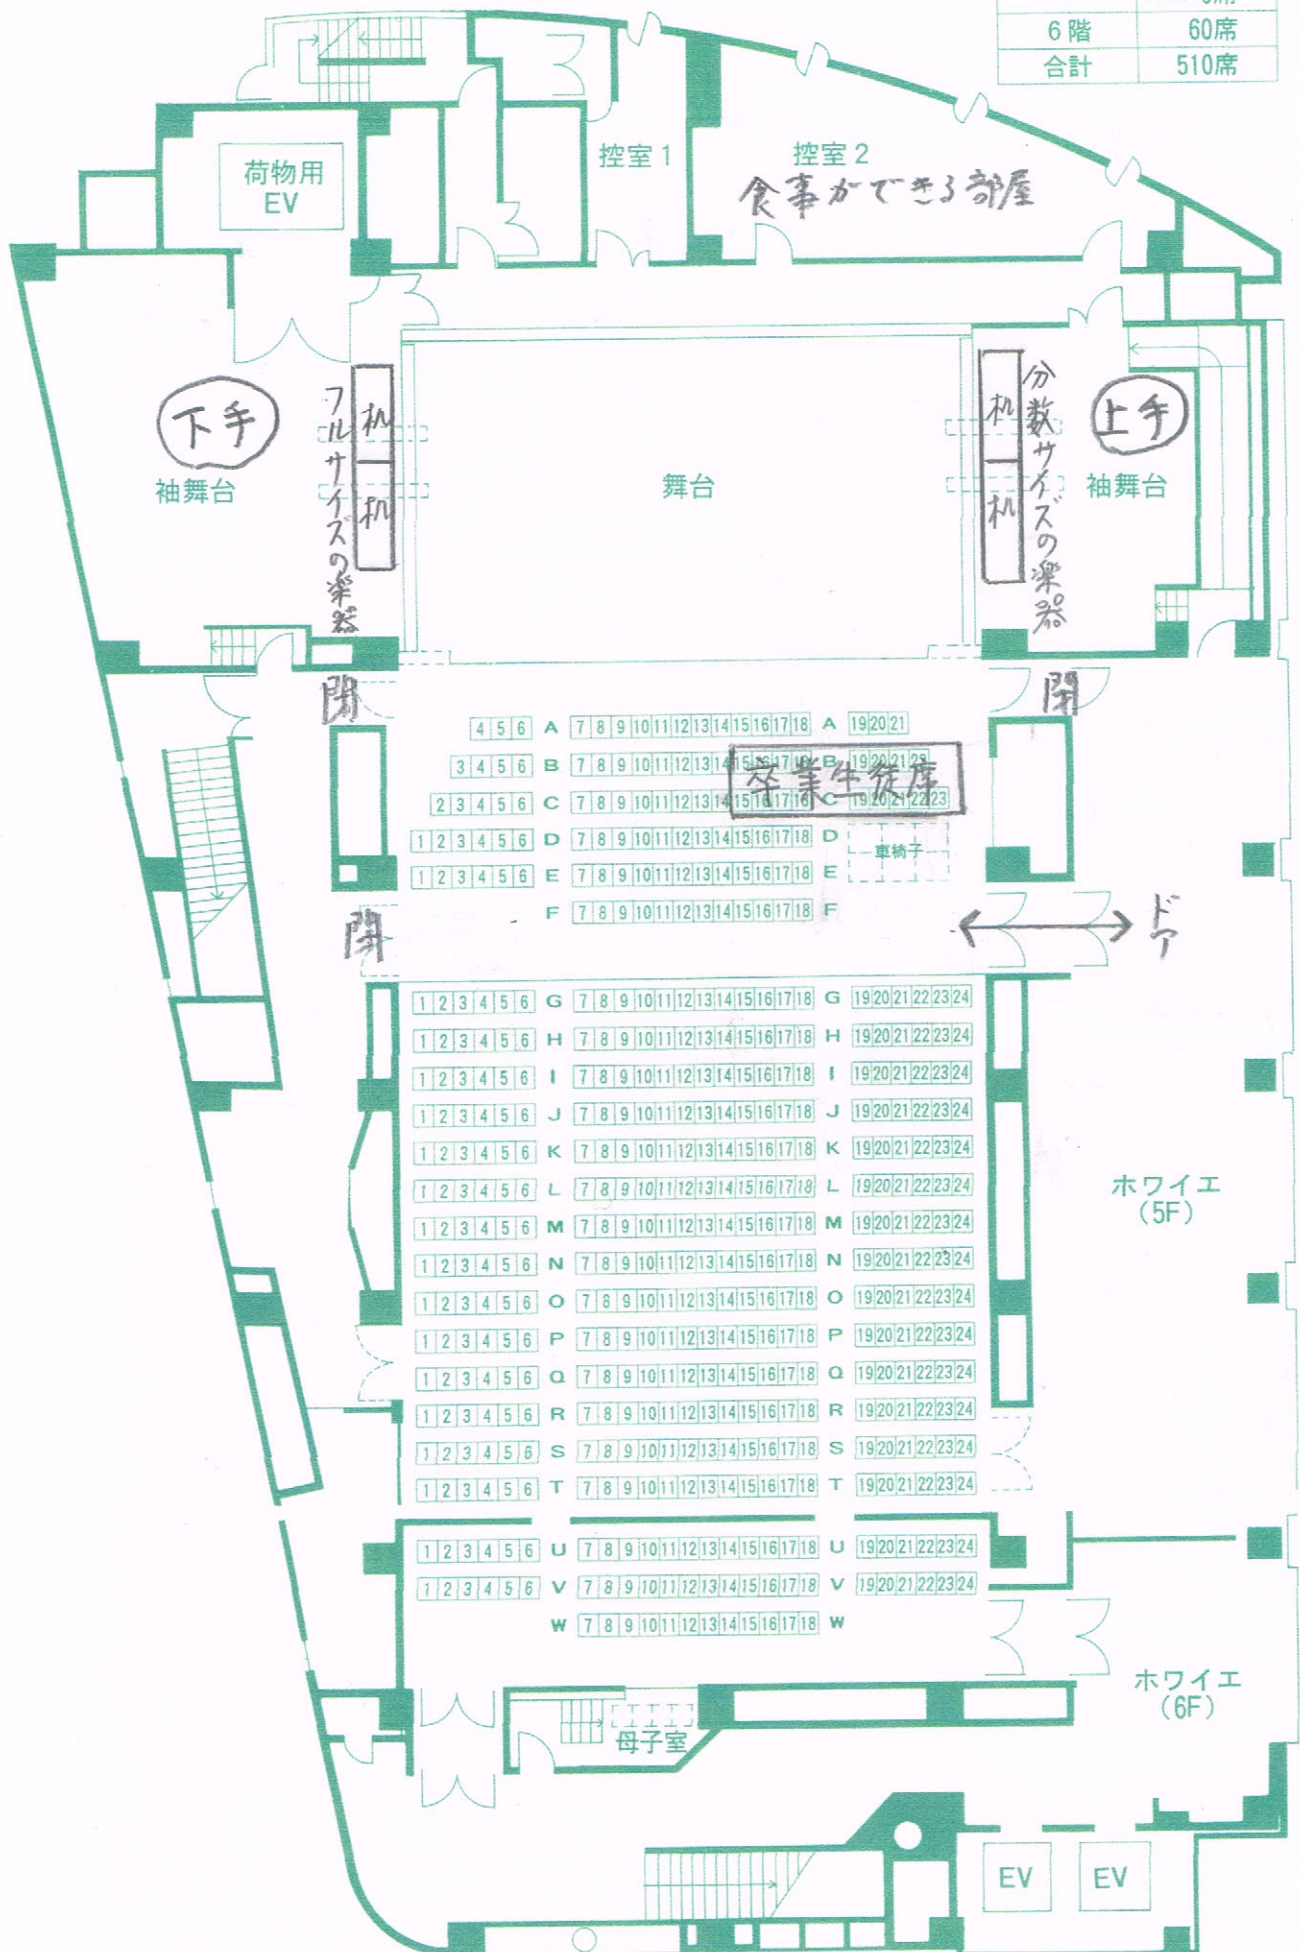 6階 60席
合計 510席
控室1
控室2
食事ができる部屋
荷物用
EV
下手
袖舞台
フルサイズの楽器
机
机
舞台
机
机
分数サイズの楽器
上手
袖舞台
閉
閉
4 5 6 A 7 8 9 10 11 12 13 14 15 16 17 18 A 19 20 21
3 4 5 6 B 7 8 9 10 11 12 13 14 15 16 17 18 B 19 20 21 22
卒業生徒席
2 3 4 5 6 C 7 8 9 10 11 12 13 14 15 16 17 18 C 19 20 21 22 23
1 2 3 4 5 6 D 7 8 9 10 11 12 13 14 15 16 17 18 D
車椅子
1 2 3 4 5 6 E 7 8 9 10 11 12 13 14 15 16 17 18 E
F 7 8 9 10 11 12 13 14 15 16 17 18 F
閉
ドア
1 2 3 4 5 6 G 7 8 9 10 11 12 13 14 15 16 17 18 G 19 20 21 22 23 24
1 2 3 4 5 6 H 7 8 9 10 11 12 13 14 15 16 17 18 H 19 20 21 22 23 24
1 2 3 4 5 6 I 7 8 9 10 11 12 13 14 15 16 17 18 I 19 20 21 22 23 24
1 2 3 4 5 6 J 7 8 9 10 11 12 13 14 15 16 17 18 J 19 20 21 22 23 24
1 2 3 4 5 6 K 7 8 9 10 11 12 13 14 15 16 17 18 K 19 20 21 22 23 24
1 2 3 4 5 6 L 7 8 9 10 11 12 13 14 15 16 17 18 L 19 20 21 22 23 24
1 2 3 4 5 6 M 7 8 9 10 11 12 13 14 15 16 17 18 M 19 20 21 22 23 24
1 2 3 4 5 6 N 7 8 9 10 11 12 13 14 15 16 17 18 N 19 20 21 22 23 24
1 2 3 4 5 6 O 7 8 9 10 11 12 13 14 15 16 17 18 O 19 20 21 22 23 24
1 2 3 4 5 6 P 7 8 9 10 11 12 13 14 15 16 17 18 P 19 20 21 22 23 24
1 2 3 4 5 6 Q 7 8 9 10 11 12 13 14 15 16 17 18 Q 19 20 21 22 23 24
1 2 3 4 5 6 R 7 8 9 10 11 12 13 14 15 16 17 18 R 19 20 21 22 23 24
1 2 3 4 5 6 S 7 8 9 10 11 12 13 14 15 16 17 18 S 19 20 21 22 23 24
1 2 3 4 5 6 T 7 8 9 10 11 12 13 14 15 16 17 18 T 19 20 21 22 23 24
ホワイエ
(5F)
1 2 3 4 5 6 U 7 8 9 10 11 12 13 14 15 16 17 18 U 19 20 21 22 23 24
1 2 3 4 5 6 V 7 8 9 10 11 12 13 14 15 16 17 18 V 19 20 21 22 23 24
W 7 8 9 10 11 12 13 14 15 16 17 18 W
ホワイエ
(6F)
母子室
EV
EV